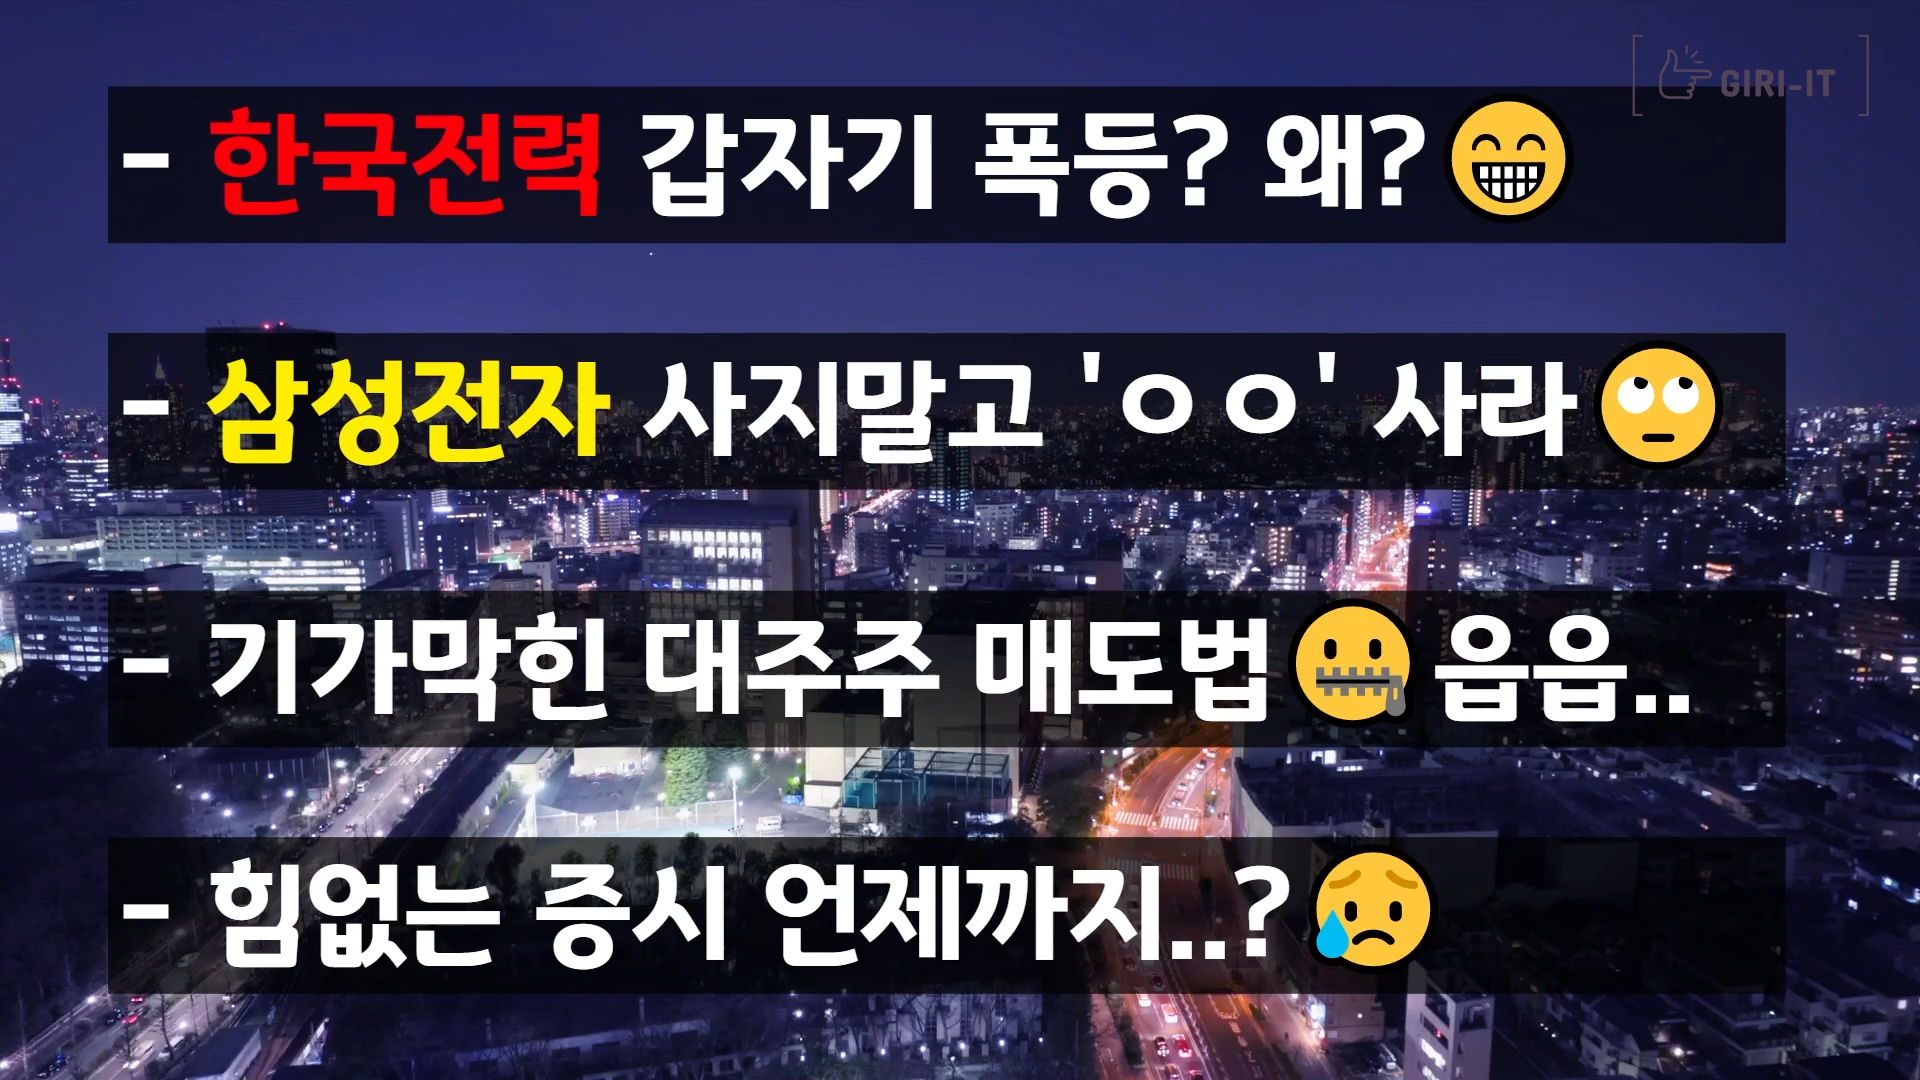 GIRI-IT
- 한국전력 갑자기 폭등? 왜?😁
- 삼성전자 사지말고 'ㅇㅇ' 사라🙄
- 기가막힌 대주주 매도법🤐읍읍..
- 힘없는 증시 언제까지..?😥